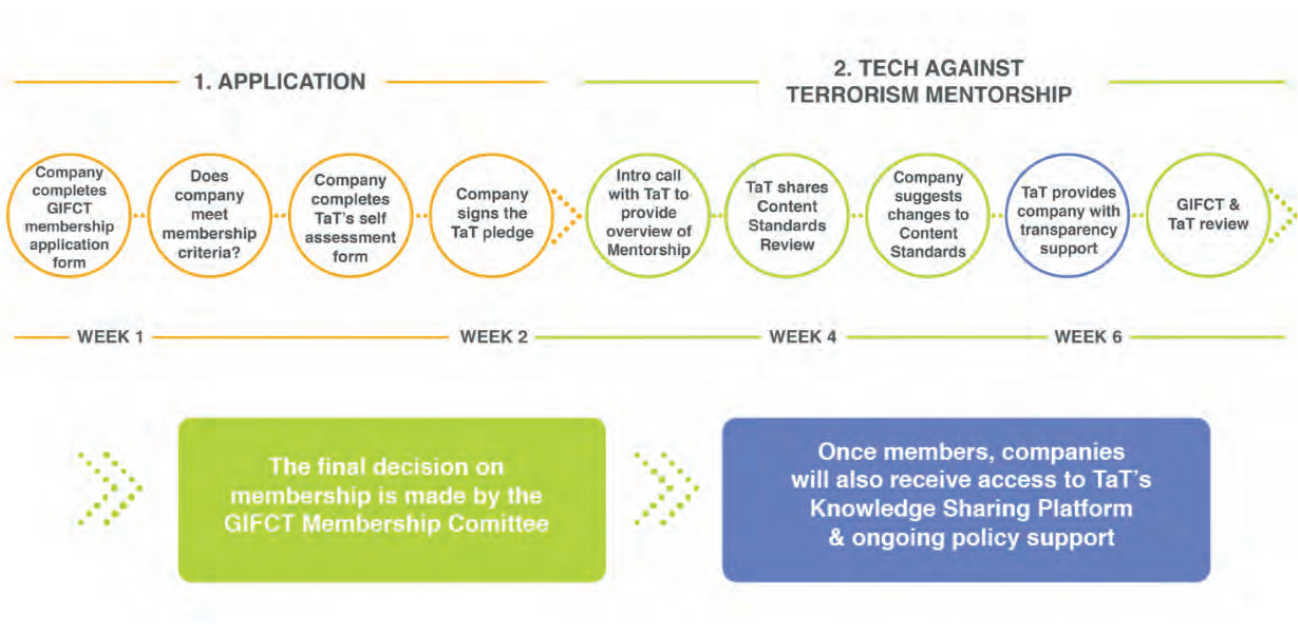 1. APPLICATION
2. TECH AGAINST
TERRORISM MENTORSHIP
Company
completes
GIFCT
membership
application
form
Does
company
meet
membership
criteria?
Company
completes
TaT's self
assessment
form
Company
signs the
TaT pledge
Intro call
with TaT to
provide
overview of
Mentorship
TaT shares
Content
Standards
Review
Company
suggests
changes to
Content
Standards
TaT provides
company with
transparency
support
GIFCT &
TaT review
WEEK 1
WEEK 2
WEEK 4
WEEK 6
The final decision on
membership is made by the
GIFCT Membership Comittee
Once members, companies
will also receive access to TaT's
Knowledge Sharing Platform
& ongoing policy support